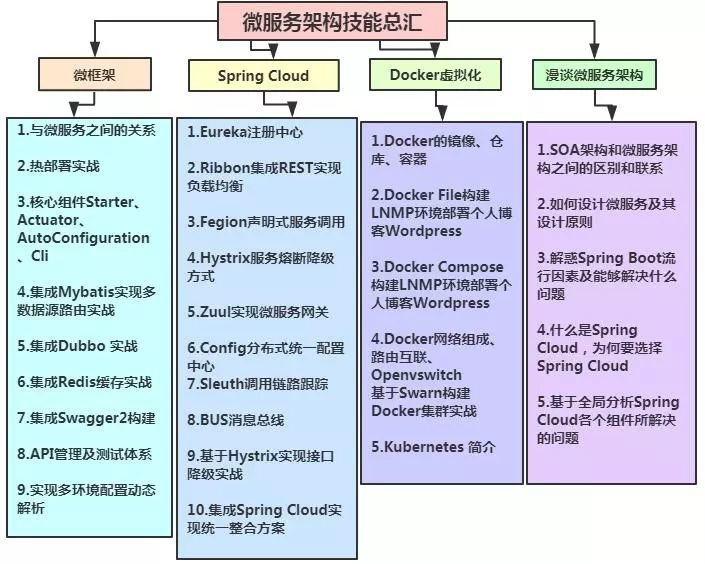 微服务架构技能总汇
微框架
Spring Cloud
Docker虚拟化
漫谈微服务架构
1.与微服务之间的关系
2.热部署实战
3.核心组件Starter、
Actuator、
AutoConfiguration
、Cli
4.集成Mybatis实现多
数据源路由实战
5.集成Dubbo 实战
6.集成Redis缓存实战
7.集成Swagger2构建
8.API管理及测试体系
9.实现多环境配置动态
解析
1.Eureka注册中心
2.Ribbon集成REST实现
负载均衡
3.Fegion声明式服务调用
4.Hystrix服务熔断降级
方式
5.Zuul实现微服务网关
6.Config分布式统一配置
中心
7.Sleuth调用链路跟踪
8.BUS消息总线
9.基于Hystrix实现接口
降级实战
10.集成Spring Cloud实
现统一整合方案
1.Docker的镜像、仓
库、容器
2.Docker File构建
LNMP环境部署个人博
客Wordpress
3.Docker Compose
构建LNMP环境部署个
人博客Wordpress
4.Docker网络组成、
路由互联、
Openvswitch
基于Swarn构建
Docker集群实战
5.Kubernetes 简介
1.SOA架构和微服务架
构之间的区别和联系
2.如何设计微服务及其
设计原则
3.解惑Spring Boot流
行因素及能够解决什么
问题
4.什么是Spring
Cloud，为何要选择
Spring Cloud
5.基于全局分析Spring
Cloud各个组件所解决
的问题